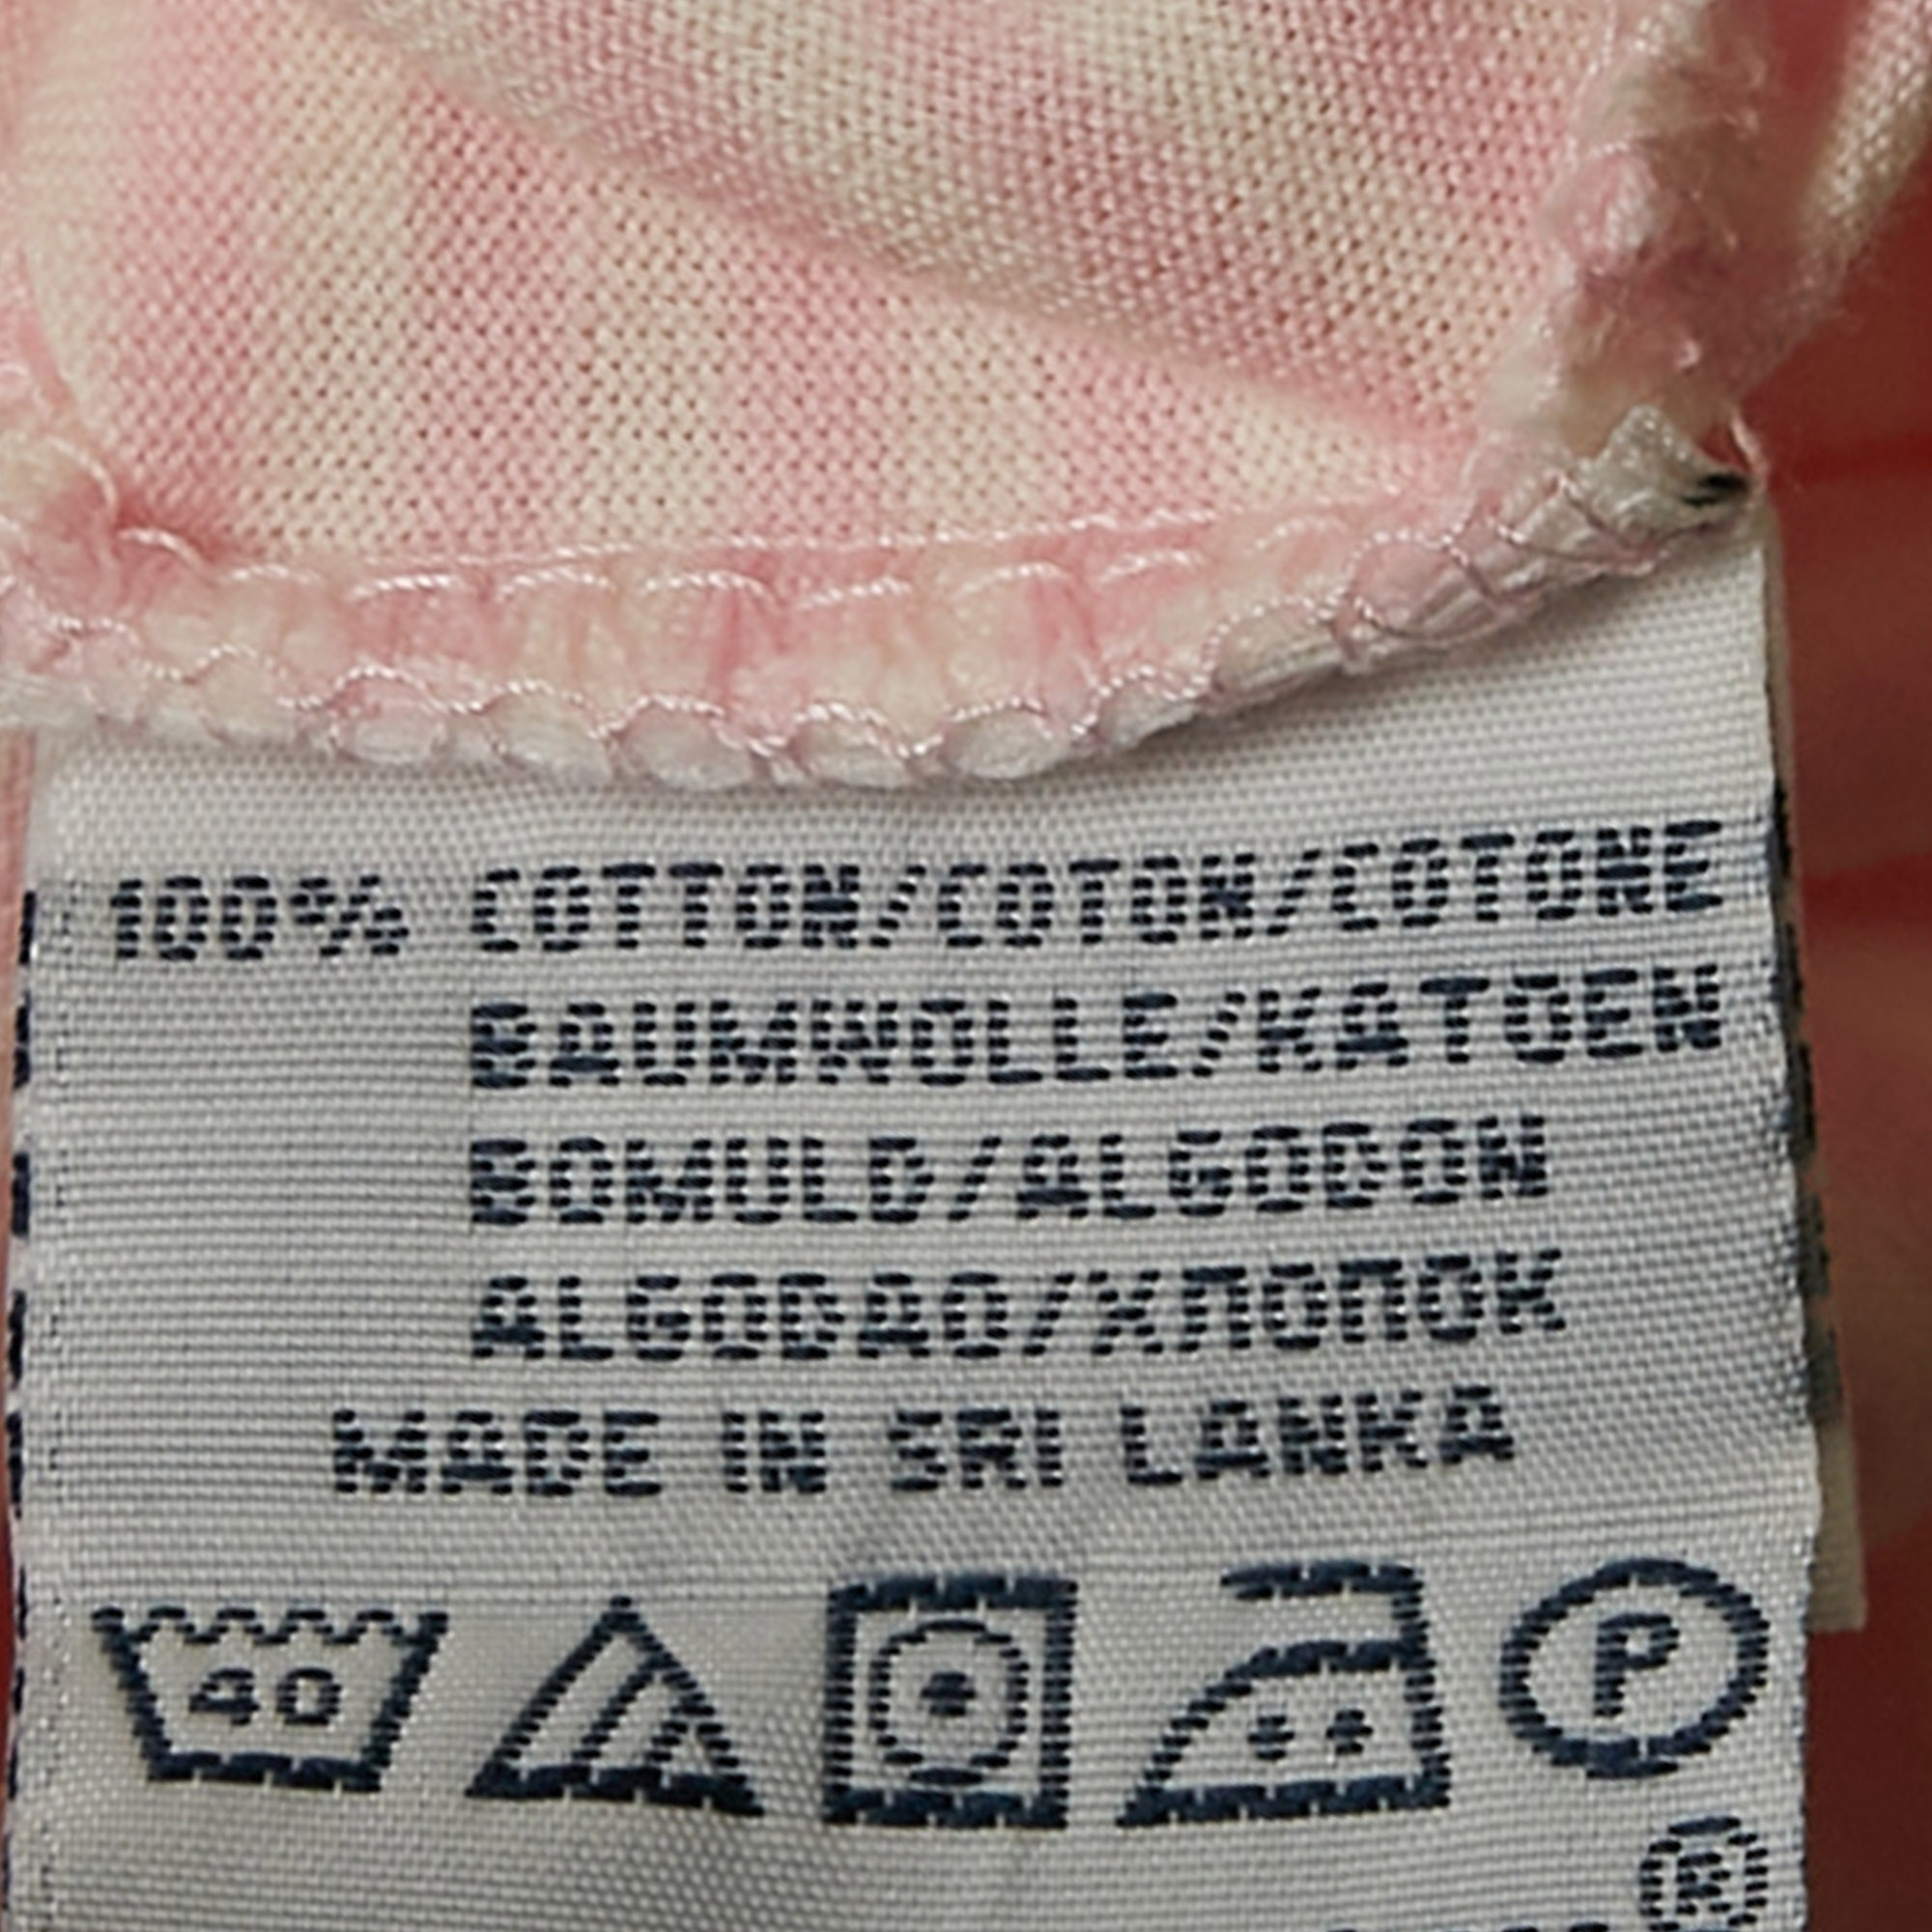 100% COTTON/COTON/COTONE
BAUMWOLLE/KATOEN
BOMULD/ALGODON
ALGODAO/ХЛОПОК
MADE IN SRI LANKA
40 P
®